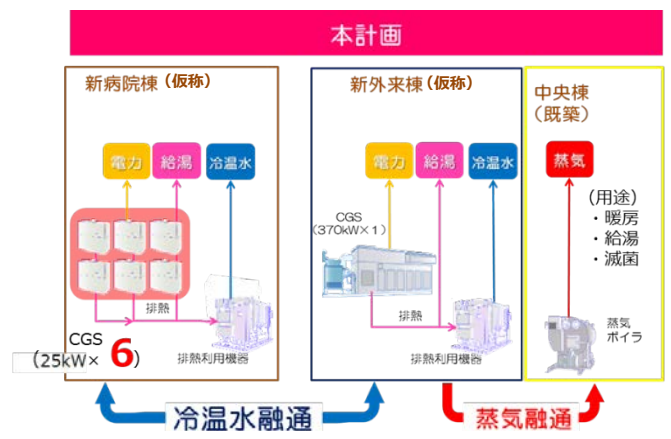 本計画
新病院棟（仮称）
電力
給湯
冷温水
排熱
CGS
（25kW×６）
排熱利用機器
新外来棟（仮称）
電力
給湯
冷温水
CGS
（370kW×1）
排熱
排熱利用機器
中央棟
（既築）
蒸気
（用途）
・暖房
・給湯
・滅菌
蒸気
ボイラ
冷温水融通
蒸気融通